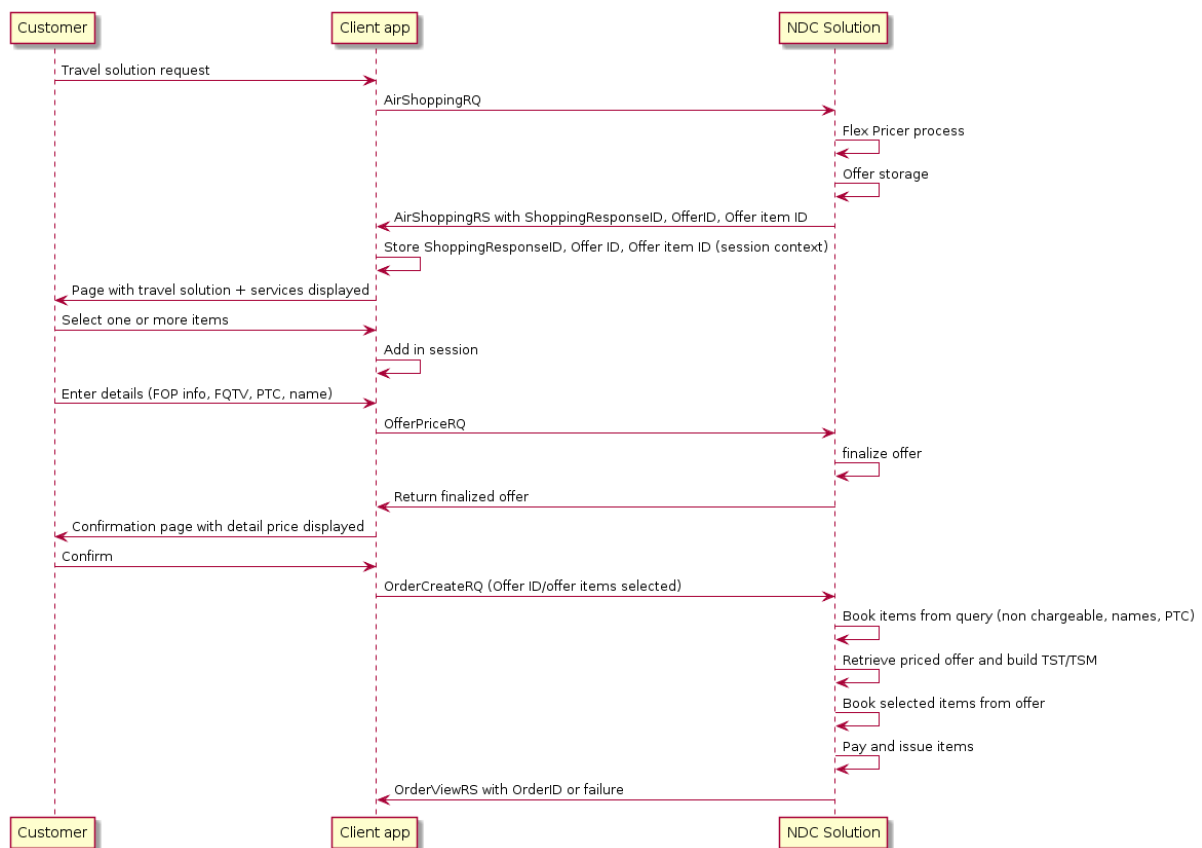 Customer
Client app
NDC Solution
Travel solution request
AirShoppingRQ
Flex Pricer process
Offer storage
AirShoppingRS with ShoppingResponseID, OfferID, Offer item ID
Store ShoppingResponseID, Offer ID, Offer item ID (session context)
Page with travel solution + services displayed
Select one or more items
Add in session
Enter details (FOP info, FQTV, PTC, name)
OfferPriceRQ
finalize offer
Return finalized offer
Confirmation page with detail price displayed
Confirm
OrderCreateRQ (Offer ID/offer items selected)
Book items from query (non chargeable, names, PTC)
Retrieve priced offer and build TST/TSM
Book selected items from offer
Pay and issue items
OrderViewRS with OrderID or failure
Customer
Client app
NDC Solution